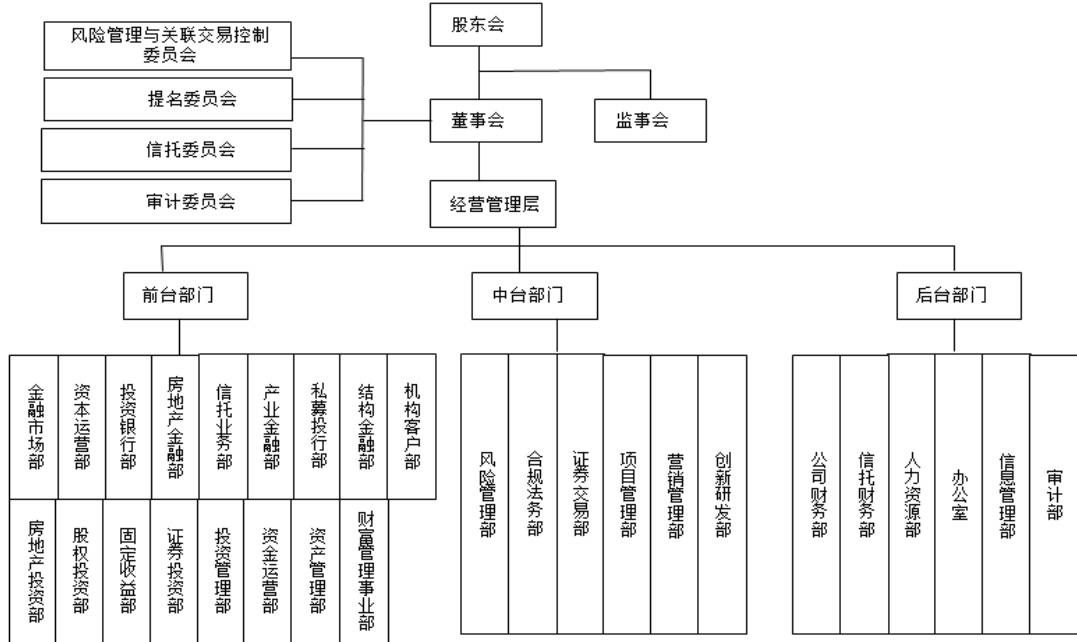 股东会
风险管理与关联交易控制
委员会
提名委员会
董事会
监事会
信托委员会
审计委员会
经营管理层
前台部门
中台部门
后台部门
金融市场部
资本运营部
投资银行部
房地产金融部
信托业务部
产业金融部
私募投行部
结构金融部
机构客户部
房地产投资部
股权投资部
固定收益部
证券投资部
投资管理部
资金运营部
资产管理部
财富管理事业部
风险管理部
合规法务部
证券交易部
项目管理部
营销管理部
创新研发部
公司财务部
信托财务部
人力资源部
办公室
信息管理部
审计部